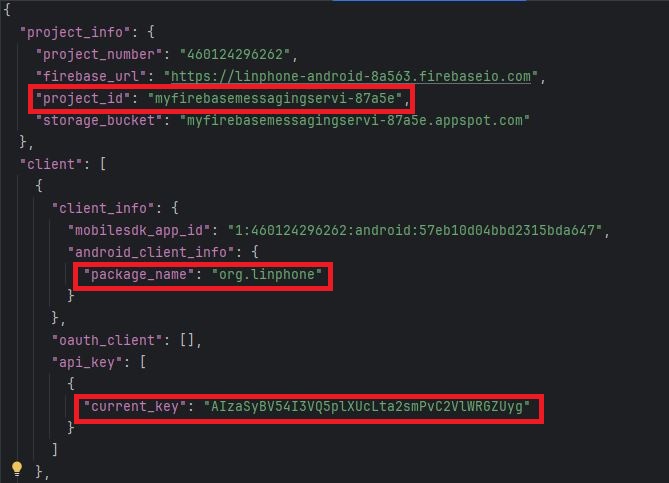 {
"project_info": {
"project_number": "460124296262",
"firebase_url": "https://linphone-android-8a563.firebaseio.com",
"project_id": "myfirebasemessagingservi-87a5e",
"storage_bucket": "myfirebasemessagingservi-87a5e.appspot.com"
},
"client": [
{
"client_info": {
"mobilesdk_app_id": "1:460124296262:android:57eb10d04bbd2315bda647",
"android_client_info": {
"package_name": "org.linphone"
}
},
"oauth_client": [],
"api_key": [
{
"current_key": "AIzaSyBV54I3VQ5plXUcLta2smPvC2VlWRGZUyg"
}
]
},